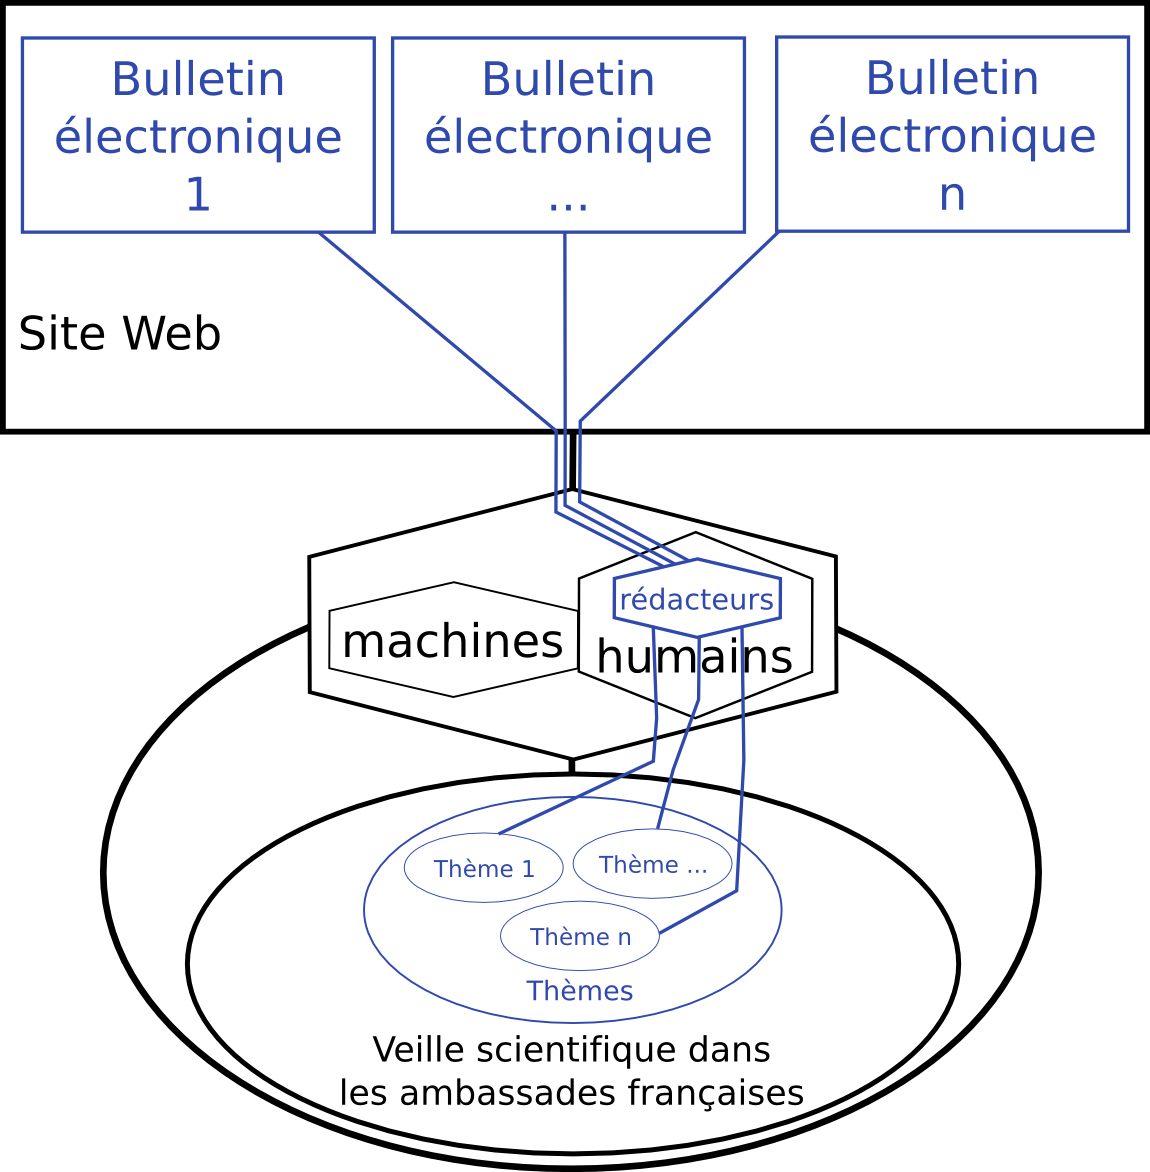 Bulletin
électronique
1
Bulletin
électronique
...
Bulletin
électronique
n
Site Web
rédacteurs
machines
humains
Thème 1
Thème ...
Thème n
Thèmes
Veille scientifique dans
les ambassades françaises